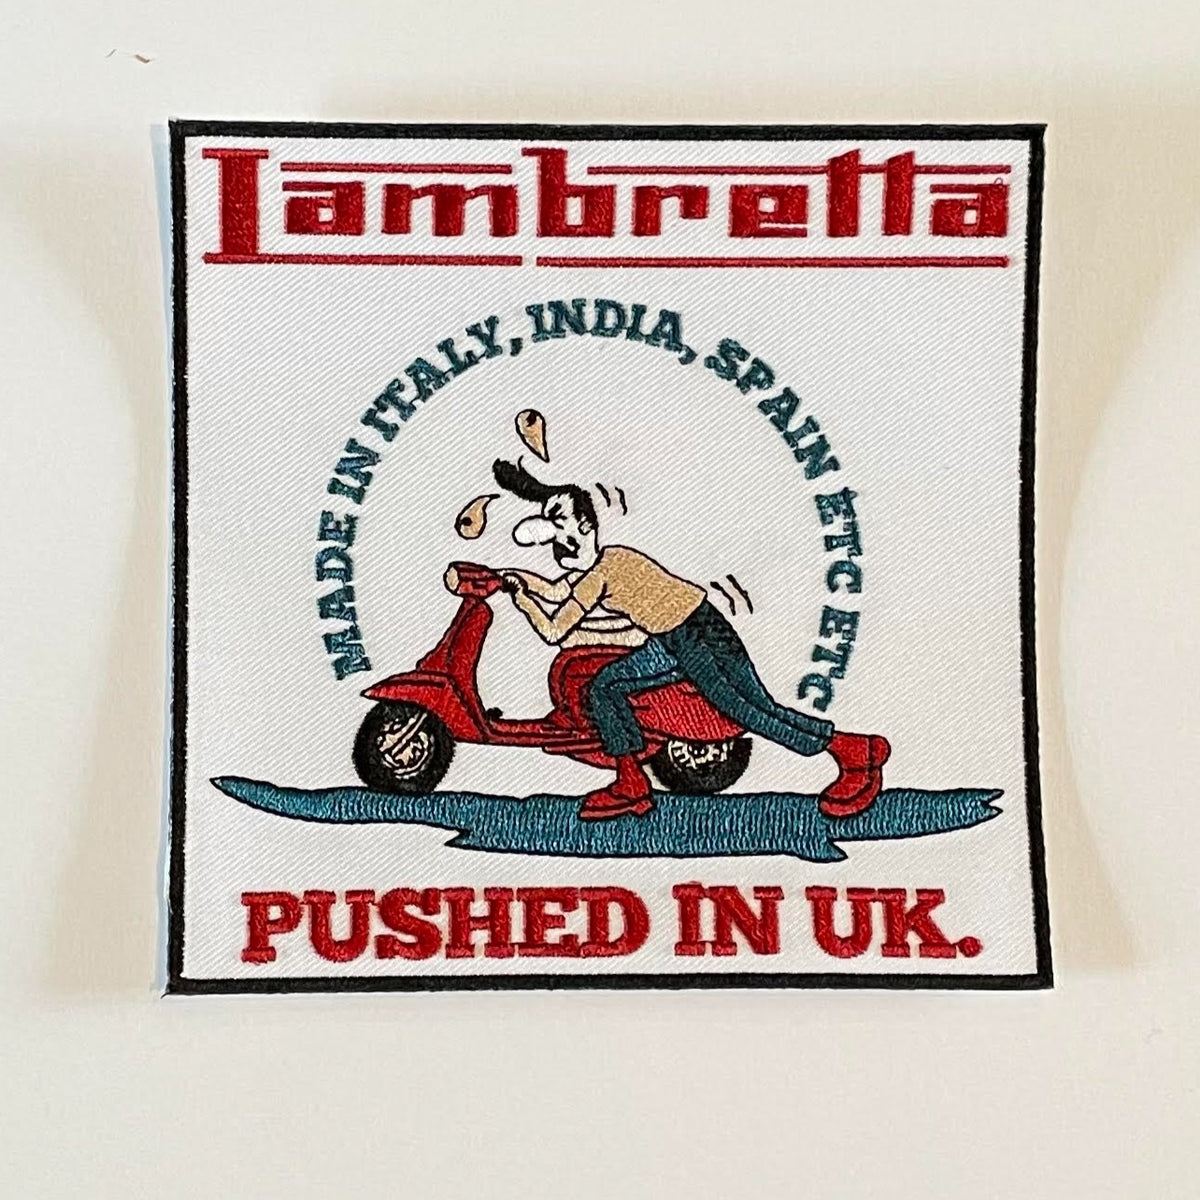 Lambretta
MADE IN ITALY, INDIA, SPAIN ETC ETC
PUSHED IN UK.